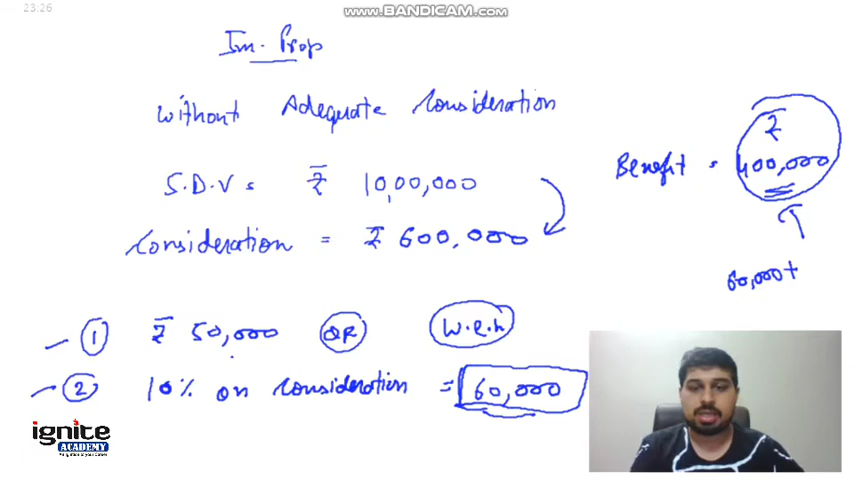 23:26
www.BANDICAM.com
Im. Prop
Without Adequate Consideration
S.D.V = ₹ 10,00,000
Consideration = ₹ 600,000
Benefit = ₹ 400,000
60,000+
1 ₹ 50,000 OR W.E.h
2 10% on Consideration = 60,000
ignite
ACADEMY